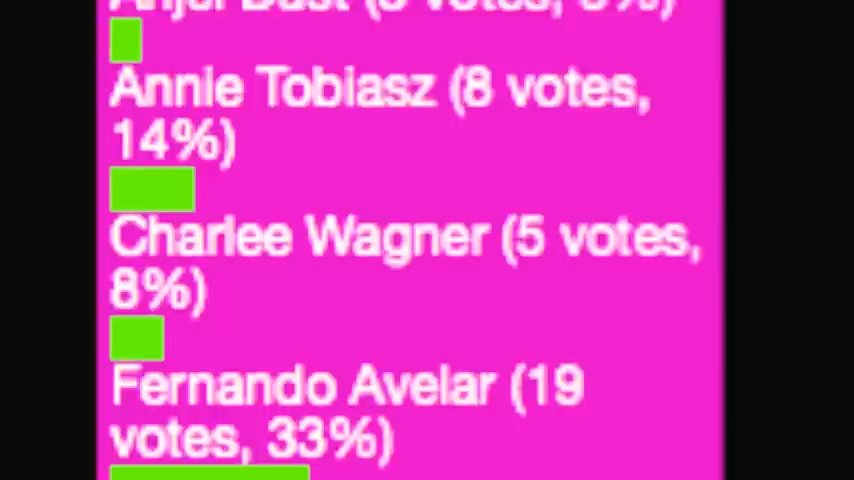 Annie Tobiasz (8 votes,
14%)
Charlee Wagner (5 votes,
8%)
Fernando Avelar (19
votes, 33%)